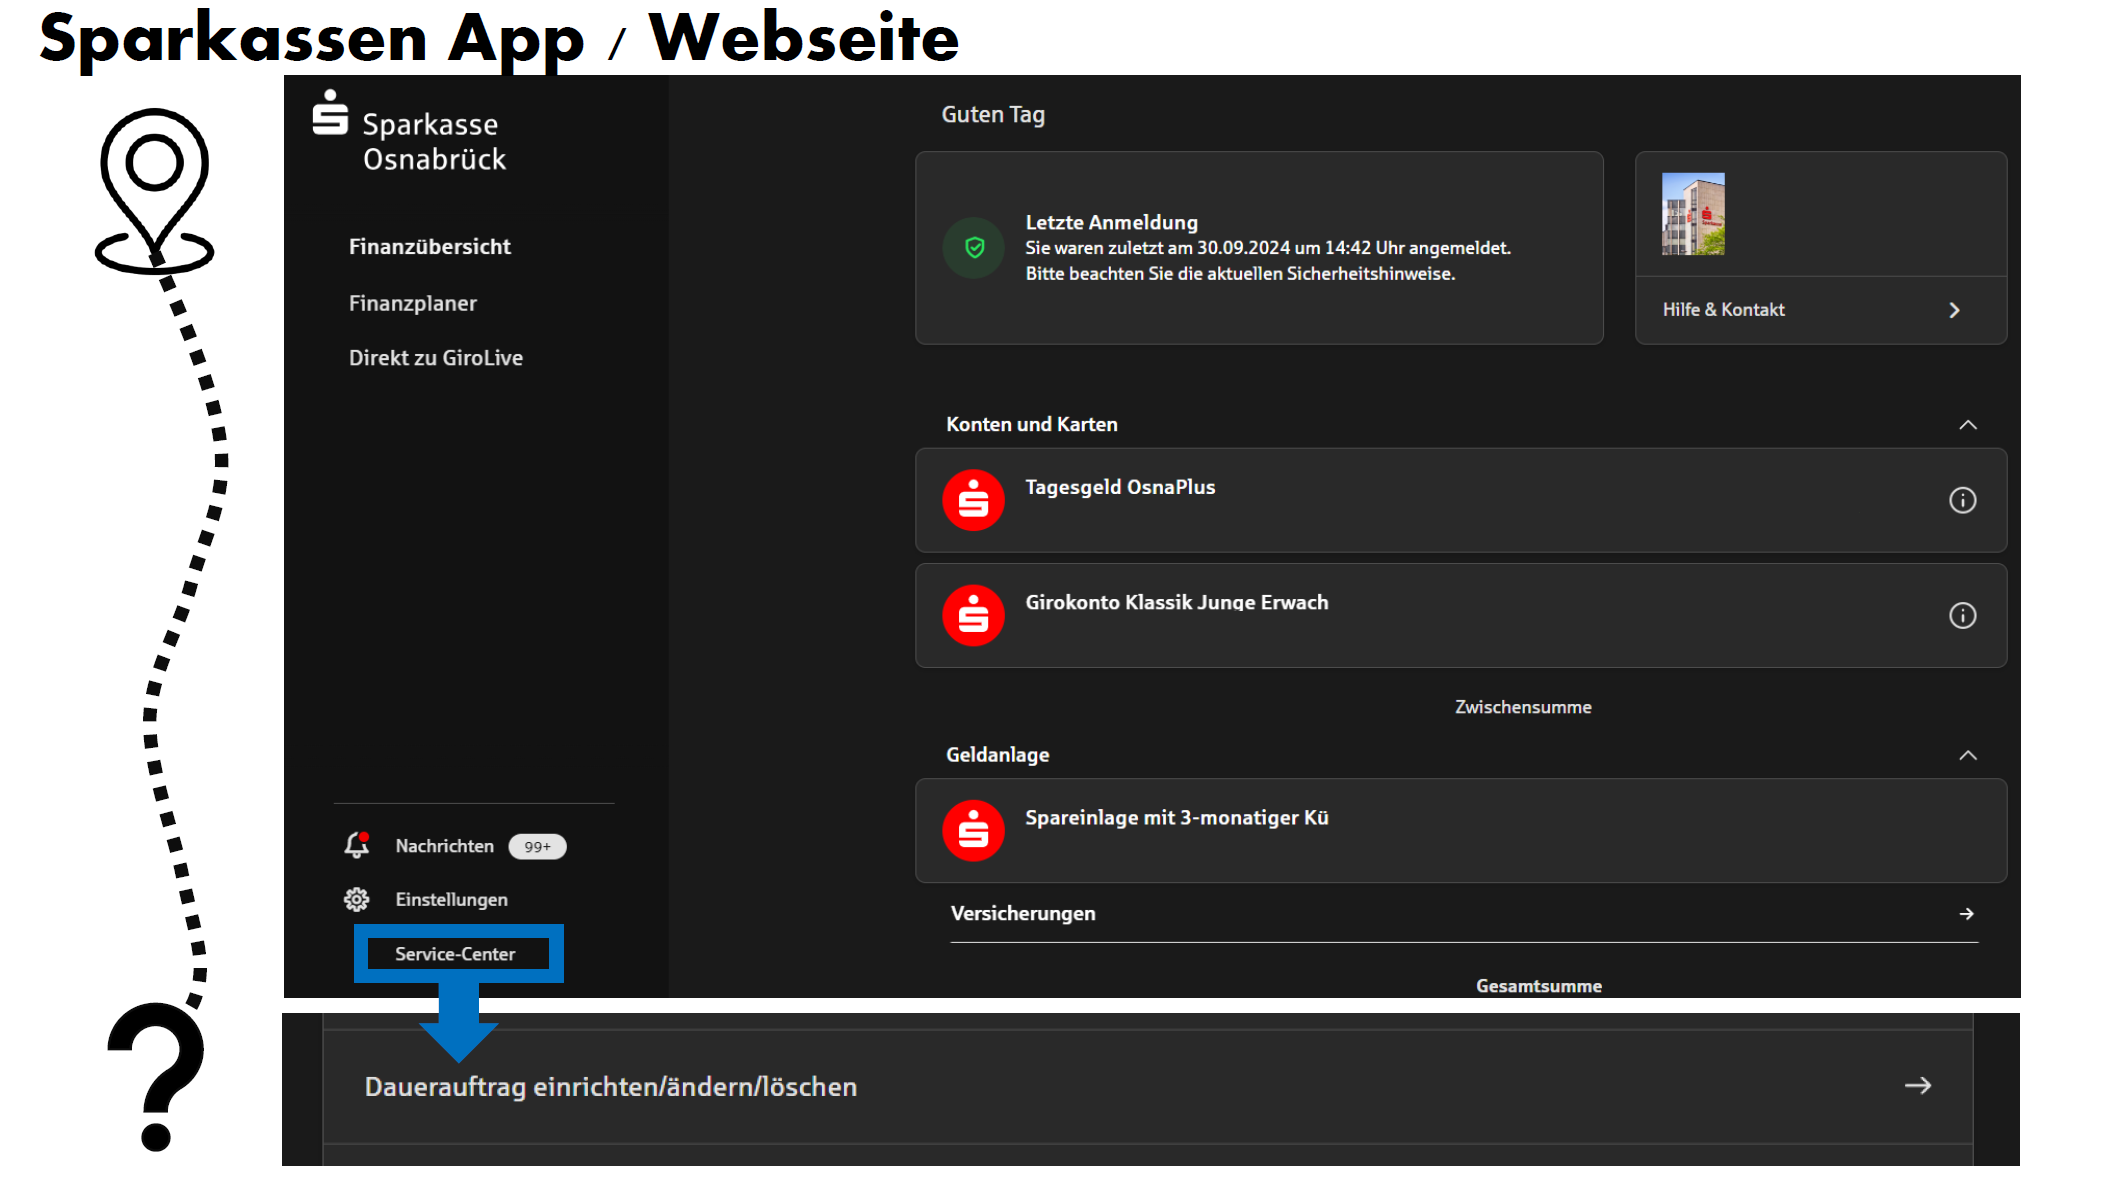 Sparkassen App / Webseite
Sparkasse
Osnabrück
Finanzübersicht
Finanzplaner
Direkt zu GiroLive
Nachrichten 99+
Einstellungen
Service-Center
Guten Tag
Letzte Anmeldung
Sie waren zuletzt am 30.09.2024 um 14:42 Uhr angemeldet.
Bitte beachten Sie die aktuellen Sicherheitshinweise.
Hilfe & Kontakt
Konten und Karten
Tagesgeld OsnaPlus
Girokonto Klassik Junge Erwach
Zwischensumme
Geldanlage
Spareinlage mit 3-monatiger Kü
Versicherungen
Gesamtsumme
Dauerauftrag einrichten/ändern/löschen
?